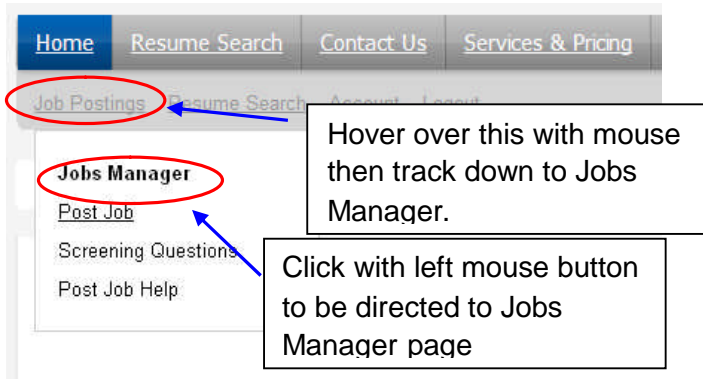 Home Resume Search Contact Us Services & Pricing
Job Postings Resume Search Account Logout
Hover over this with mouse
then track down to Jobs
Manager.
Jobs Manager
Post Job
Screening Questions
Post Job Help
Click with left mouse button
to be directed to Jobs
Manager page